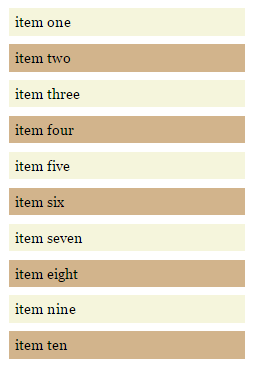 item one
item two
item three
item four
item five
item six
item seven
item eight
item nine
item ten